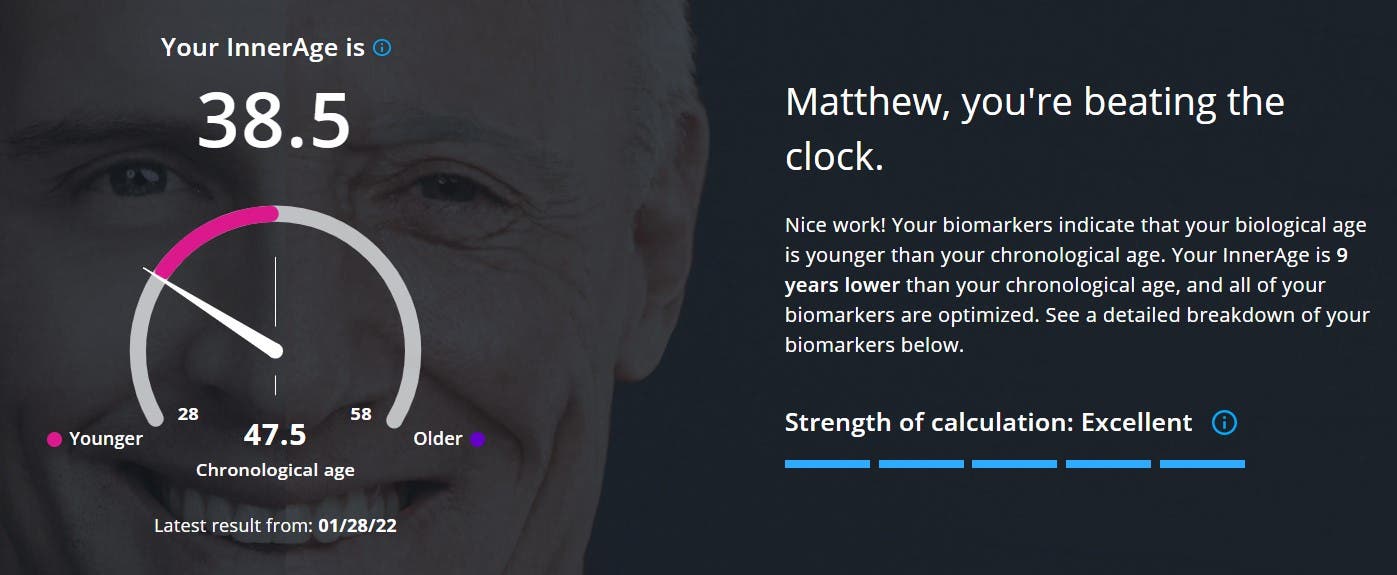 Your InnerAge is
38.5
28
58
47.5
Younger
Older
Chronological age
Latest result from: 01/28/22
Matthew, you're beating the
clock.
Nice work! Your biomarkers indicate that your biological age
is younger than your chronological age. Your InnerAge is 9
years lower than your chronological age, and all of your
biomarkers are optimized. See a detailed breakdown of your
biomarkers below.
Strength of calculation: Excellent